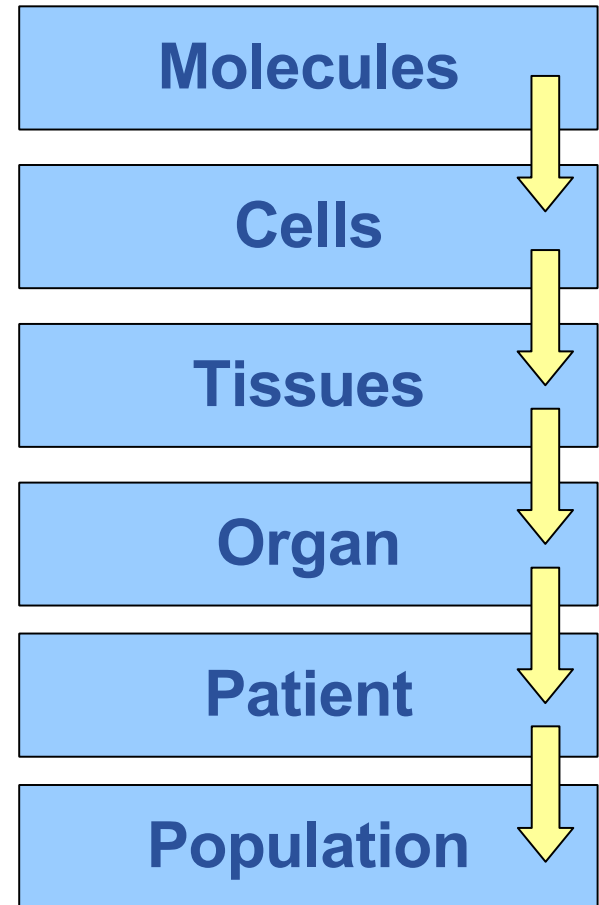 Molecules
Cells
Tissues
Organ
Patient
Population